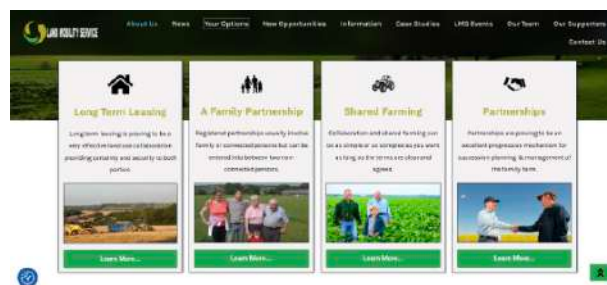 LAND MOBILITY SERVICE
About Us News Your Options New Opportunities Information Case Studies LMS Events Our Team Our Supporters
Contact Us
Long Term Leasing
Long term leasing is proving to be a
very effective land use collaborative
providing certainty and security to both
parties.
Learn More...
A Family Partnership
Registered partnerships usually involve
family or connected persons but can be
entered into between two non
connected persons.
Learn More...
Shared Farming
Collaboration and shared farming can
be as simple or as complex as you want
as long as the terms are clear and
agreed.
Learn More...
Partnerships
Partnerships are proving to be an
excellent progressive mechanism for
succession planning & management of
the family farm.
Learn More...